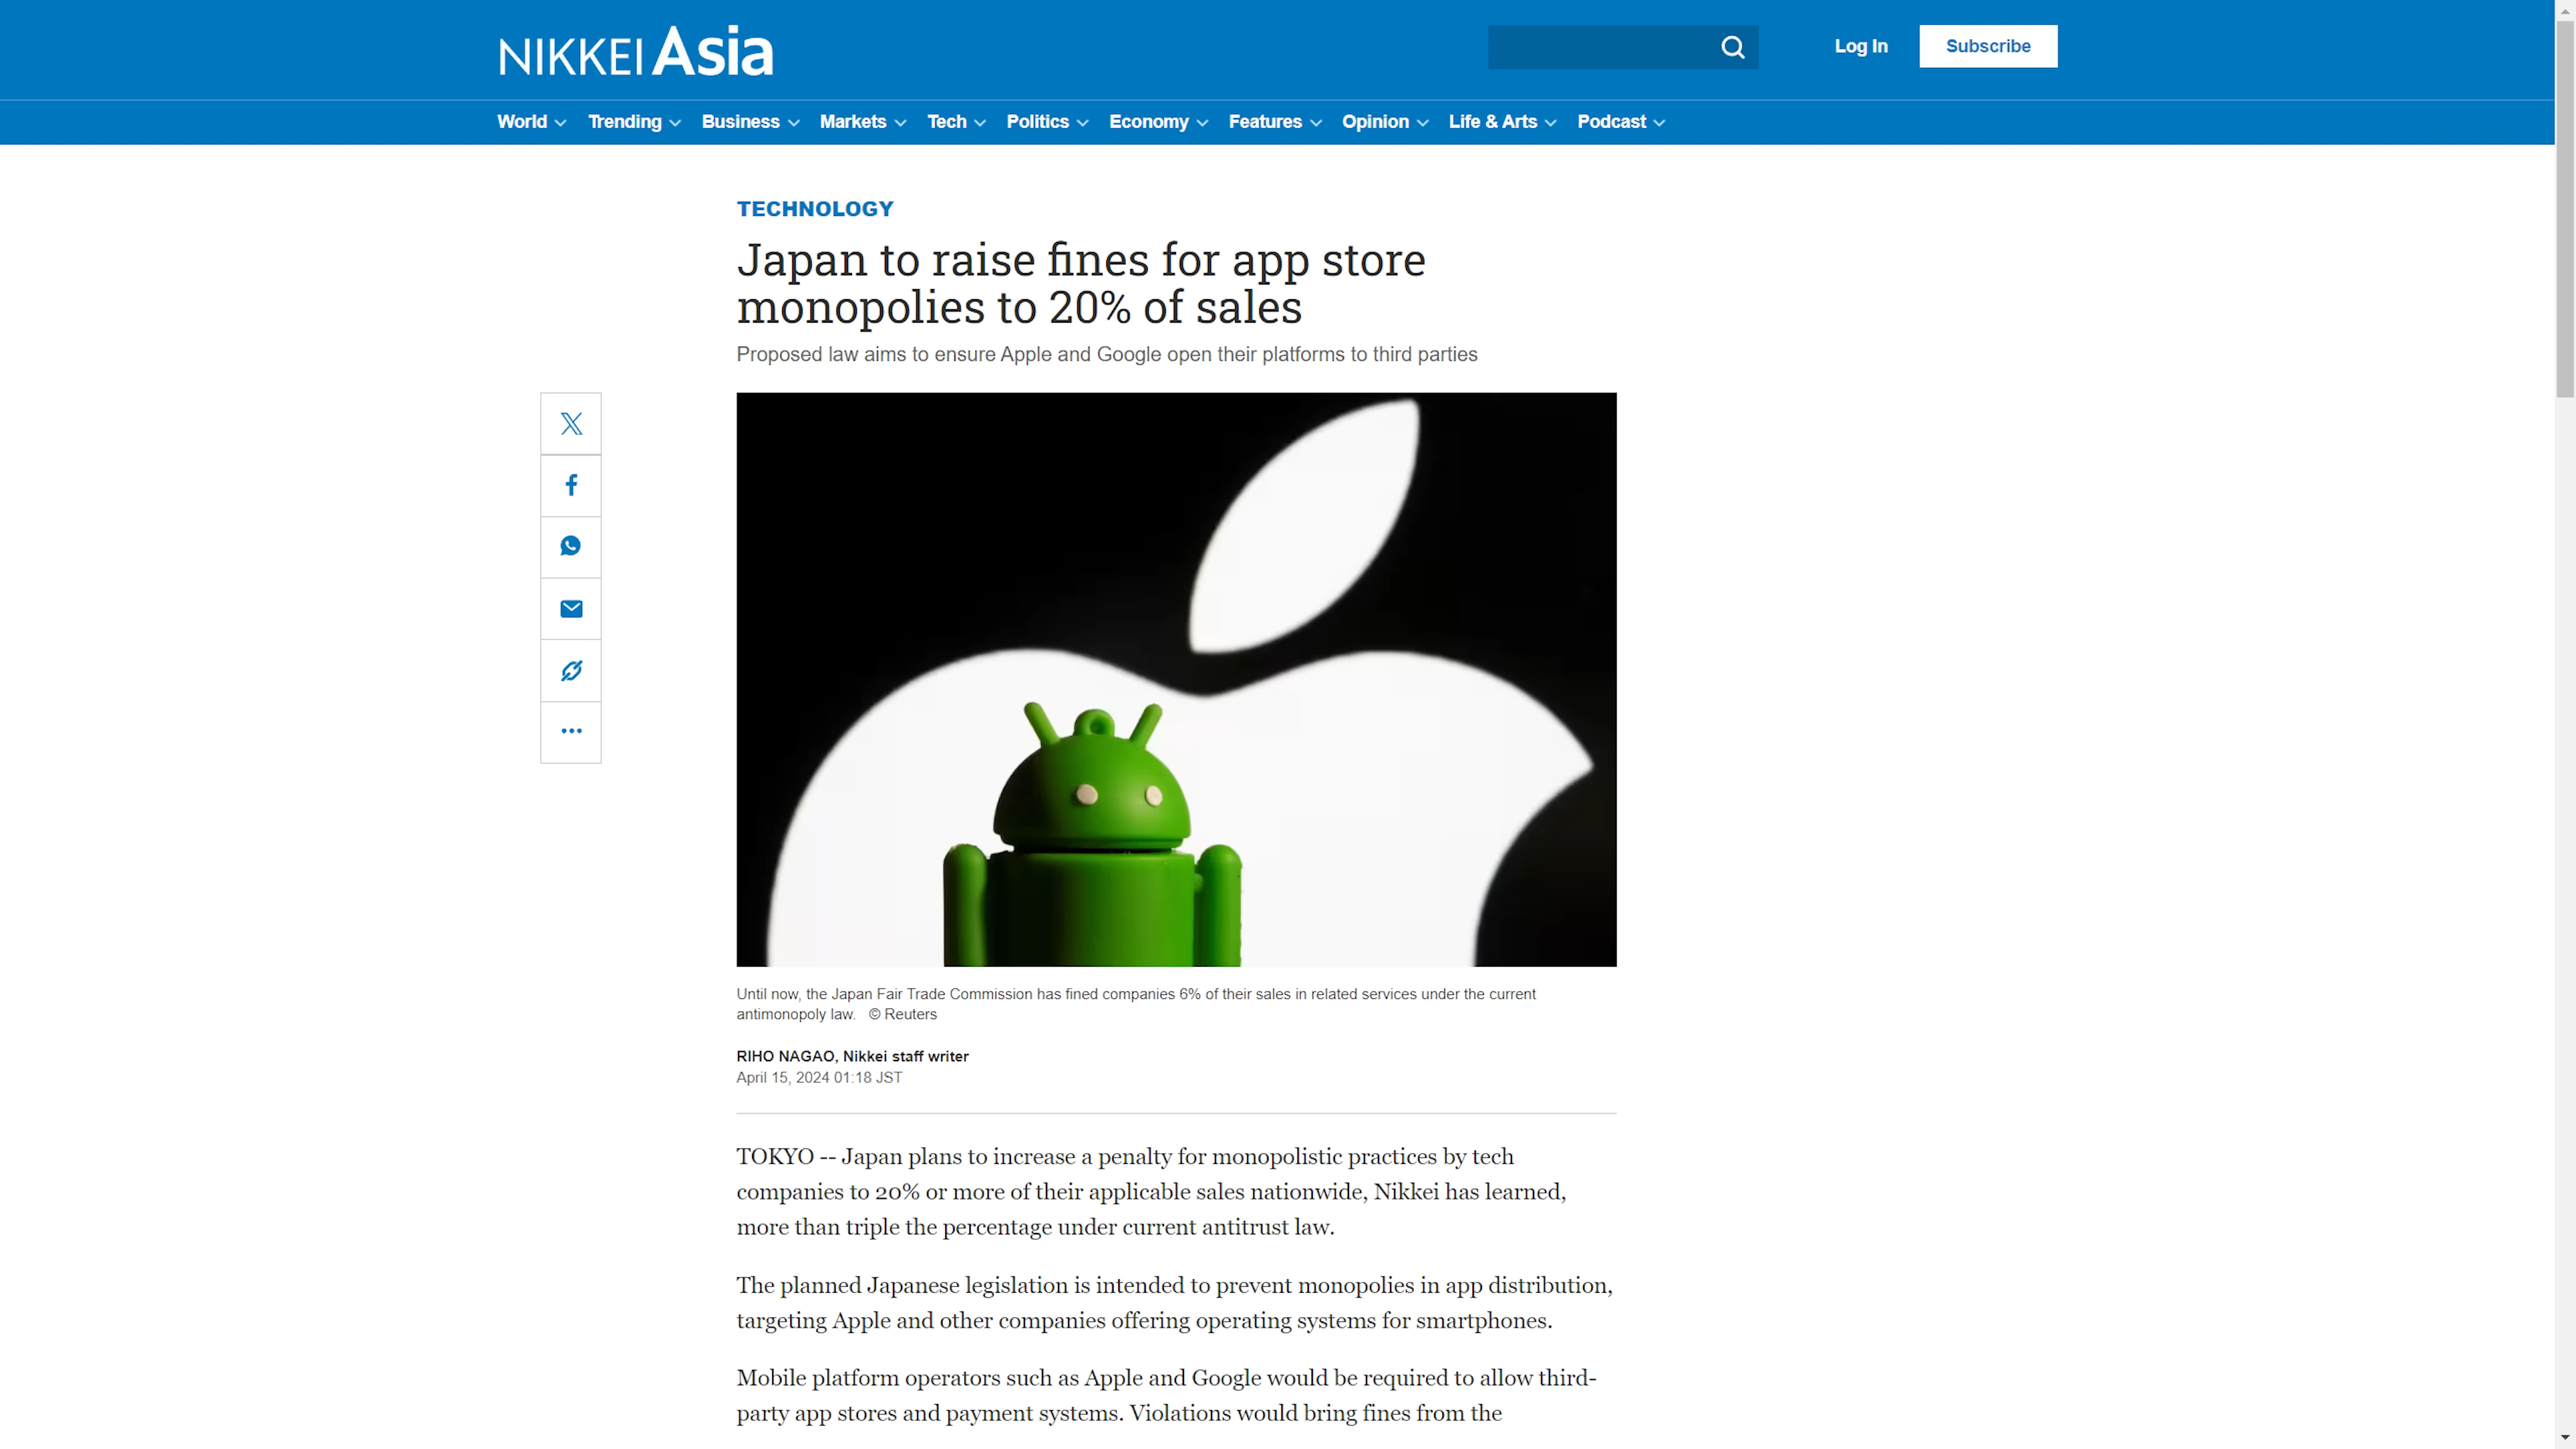 NIKKEI Asia
Log In
Subscribe
World Trending Business Markets Tech Politics Economy Features Opinion Life & Arts Podcast
TECHNOLOGY
Japan to raise fines for app store
monopolies to 20% of sales
Proposed law aims to ensure Apple and Google open their platforms to third parties
Until now, the Japan Fair Trade Commission has fined companies 6% of their sales in related services under the current
antimonopoly law. © Reuters
RIHO NAGAO, Nikkei staff writer
April 15, 2024 01:18 JST
TOKYO -- Japan plans to increase a penalty for monopolistic practices by tech
companies to 20% or more of their applicable sales nationwide, Nikkei has learned,
more than triple the percentage under current antitrust law.
The planned Japanese legislation is intended to prevent monopolies in app distribution,
targeting Apple and other companies offering operating systems for smartphones.
Mobile platform operators such as Apple and Google would be required to allow third-
party app stores and payment systems. Violations would bring fines from the